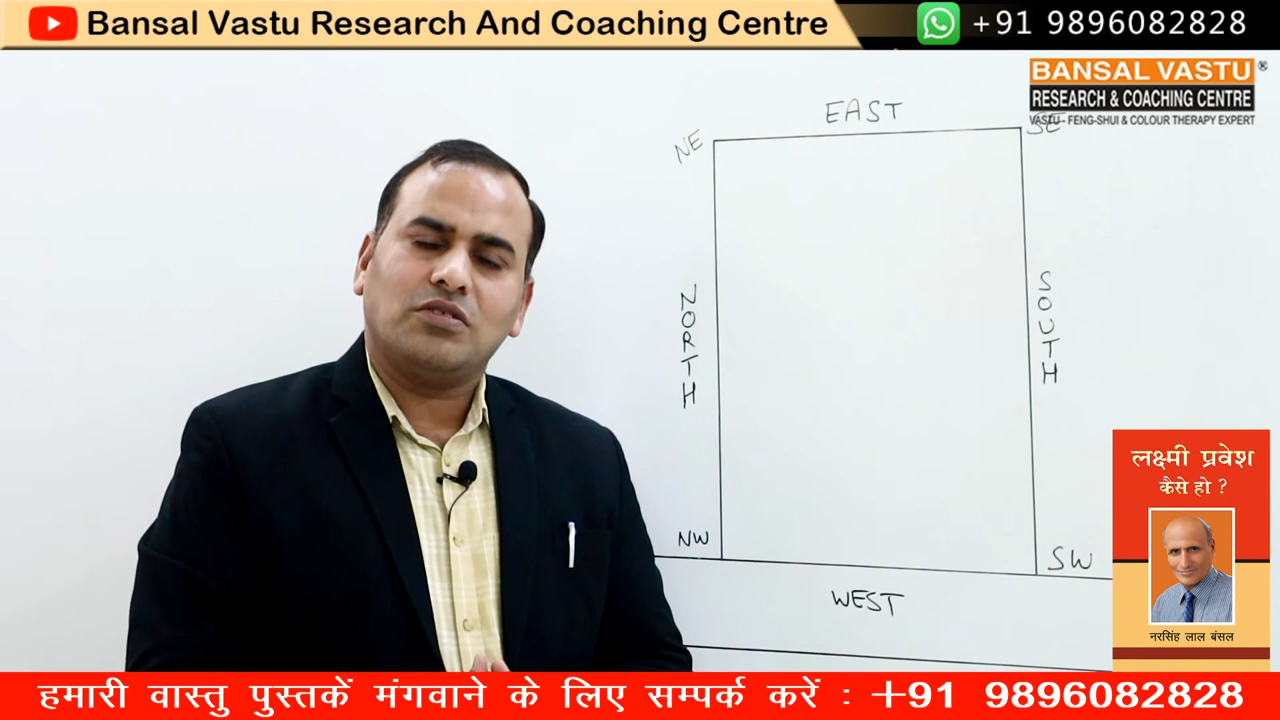 Bansal Vastu Research And Coaching Centre
+91 9896082828
BANSAL VASTU®
RESEARCH & COACHING CENTRE
VASTU - FENG-SHUI & COLOUR THERAPY EXPERT
EAST
NE
SE
NORTH
SOUTH
लक्ष्मी प्रवेश
कैसे हो ?
NW
SW
WEST
नरसिंह लाल बंसल
हमारी वास्तु पुस्तकें मंगवाने के लिए सम्पर्क करें : +91 9896082828